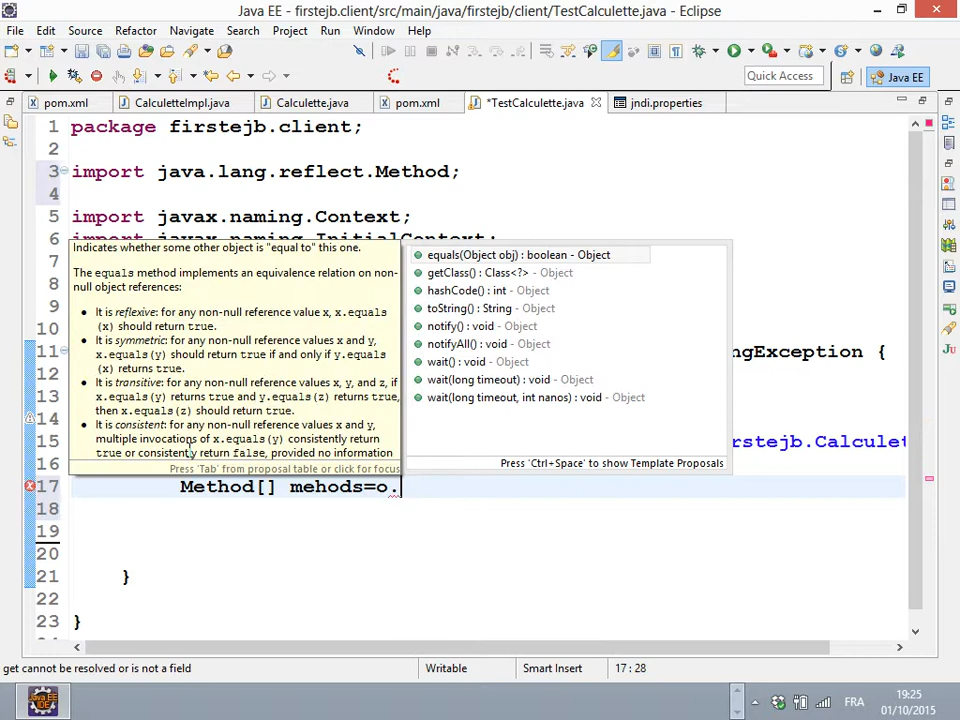 Java EE - firstejb.client/src/main/java/firstejb/client/TestCalculette.java - Eclipse
File Edit Source Refactor Navigate Search Project Run Window Help
Quick Access Java EE
pom.xml CalculetteImpl.java Calculette.java pom.xml *TestCalculette.java jndi.properties
1 package firstejb.client;
2
3 import java.lang.reflect.Method;
4
5 import javax.naming.Context;
6 import javax.naming.InitialContext;
7
8
9
10
11 ngException {
12
13
14 irstejb.Calculet
17 Method[] mehods=o.
18
19
20
21 }
22
23 }
Indicates whether some other object is "equal to" this one.
The equals method implements an equivalence relation on non-
null object references:
It is reflexive: for any non-null reference value x, x.equals
(x) should return true.
It is symmetric: for any non-null reference values x and y,
x.equals(y) should return true if and only if y.equals
(x) returns true.
It is transitive: for any non-null reference values x, y, and z, if
x.equals(y) returns true and y.equals(z) returns true,
then x.equals(z) should return true.
It is consistent: for any non-null reference values x and y,
multiple invocations of x.equals(y) consistently return
true or consistently return false, provided no information
Press 'Tab' from proposal table or click for focus
equals(Object obj) : boolean - Object
getClass() : Class<?> - Object
hashCode() : int - Object
toString() : String - Object
notify() : void - Object
notifyAll() : void - Object
wait() : void - Object
wait(long timeout) : void - Object
wait(long timeout, int nanos) : void - Object
Press 'Ctrl+Space' to show Template Proposals
get cannot be resolved or is not a field Writable Smart Insert 17 : 28
Java EE
IDE
FRA
19:25
01/10/2015